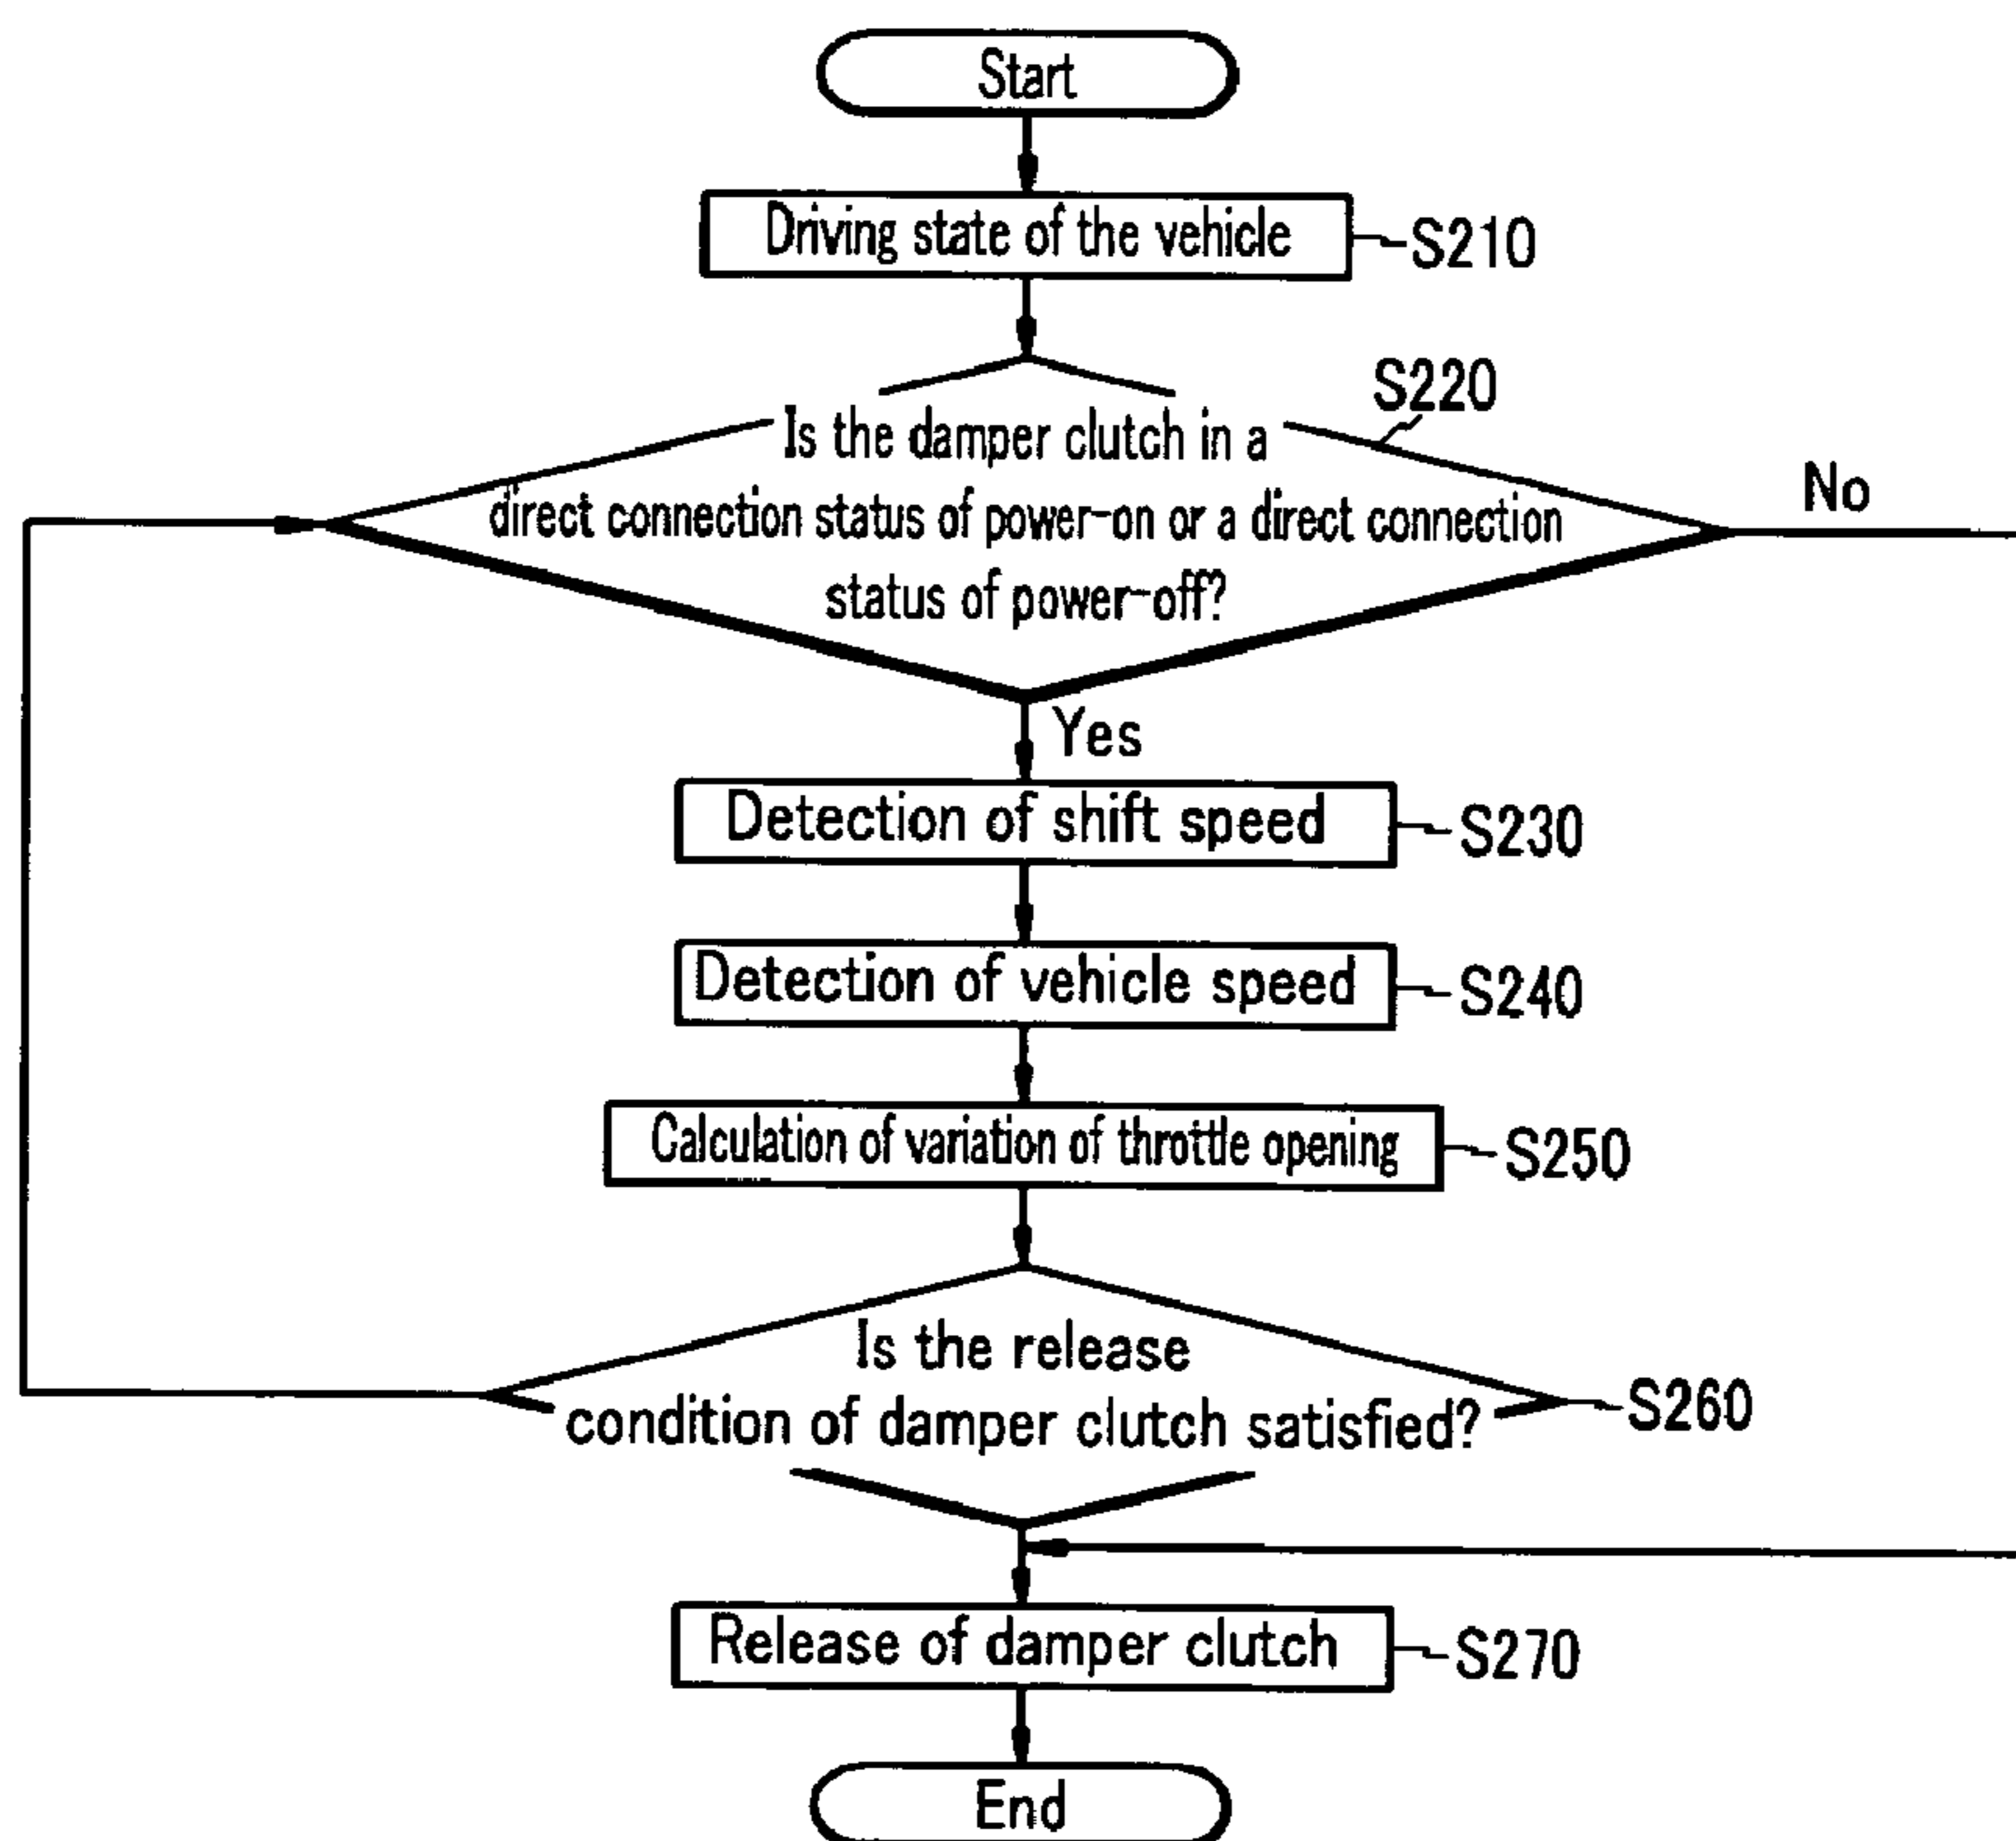 Start
Driving state of the vehicle
S210
S220
Is the damper clutch in a
direct connection status of power-on or a direct connection
status of power-off?
No
Yes
Detection of shift speed
S230
Detection of vehicle speed
S240
Calculation of variation of throttle opening
S250
Is the release
condition of damper clutch satisfied?
S260
Release of damper clutch
S270
End